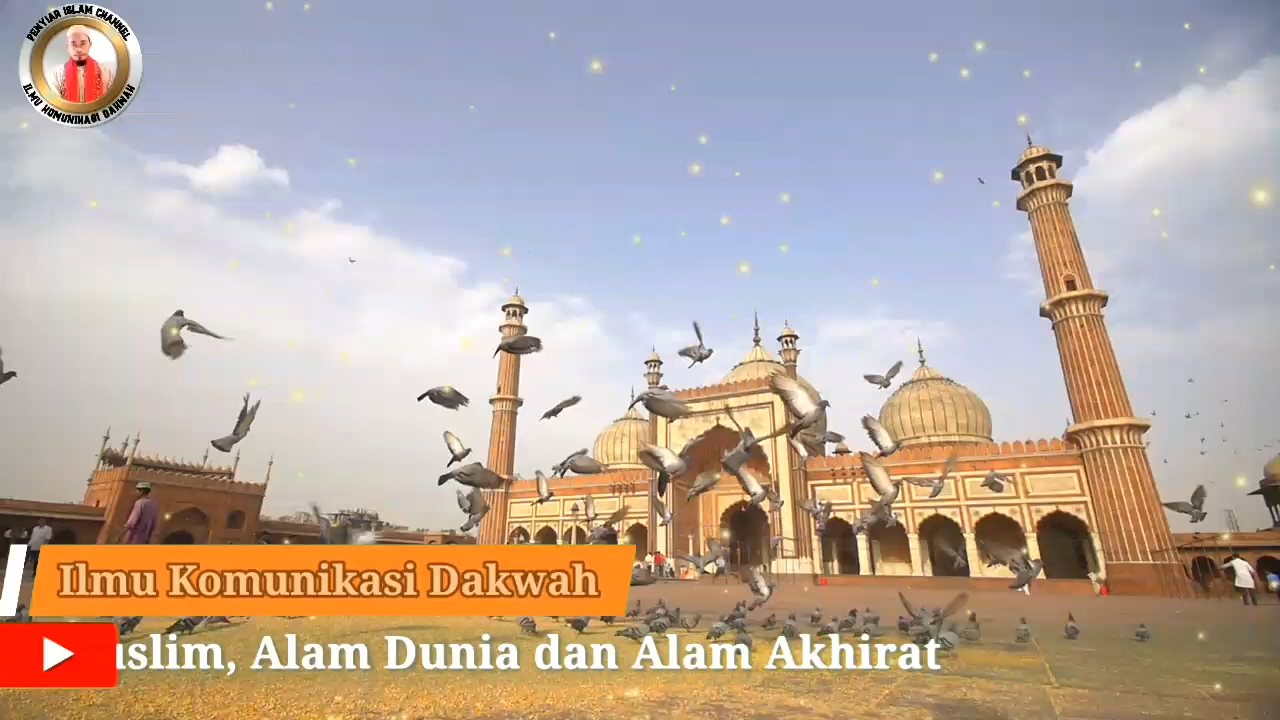 PENYIAR ISLAM CHANNEL
ILMU KOMUNIKASI DAKWAH
Ilmu Komunikasi Dakwah
uslim, Alam Dunia dan Alam Akhirat